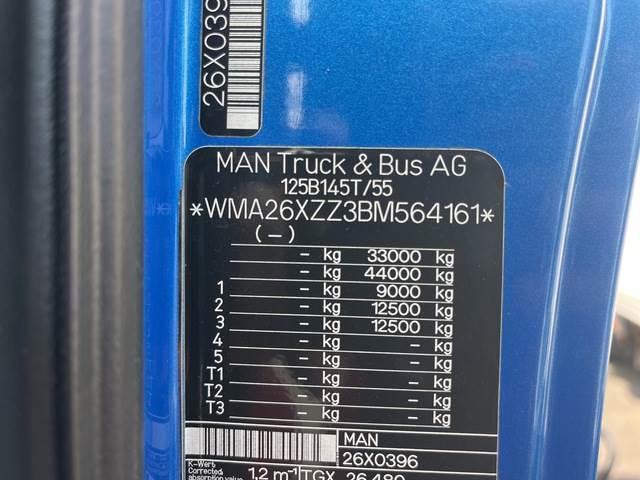 26X039
MAN Truck & Bus AG
125B145T/55
*WMA26XZZ3BM564161*
(-)
- kg 33000 kg
- kg 44000 kg
1 - kg 9000 kg
2 - kg 12500 kg
3 - kg 12500 kg
4 - kg - kg
5 - kg - kg
T1 - kg - kg
T2 - kg - kg
T3 - kg - kg
MAN
26X0396
K-Wert:
Corrected
absorption value 1,2 m⁻¹ TGX 26.480